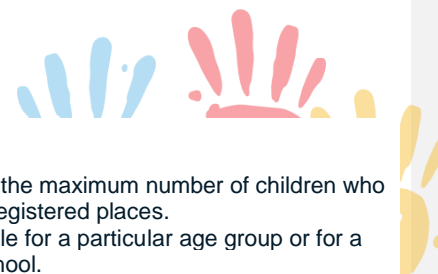 the maximum number of children who
egistered places.
le for a particular age group or for a
hool.